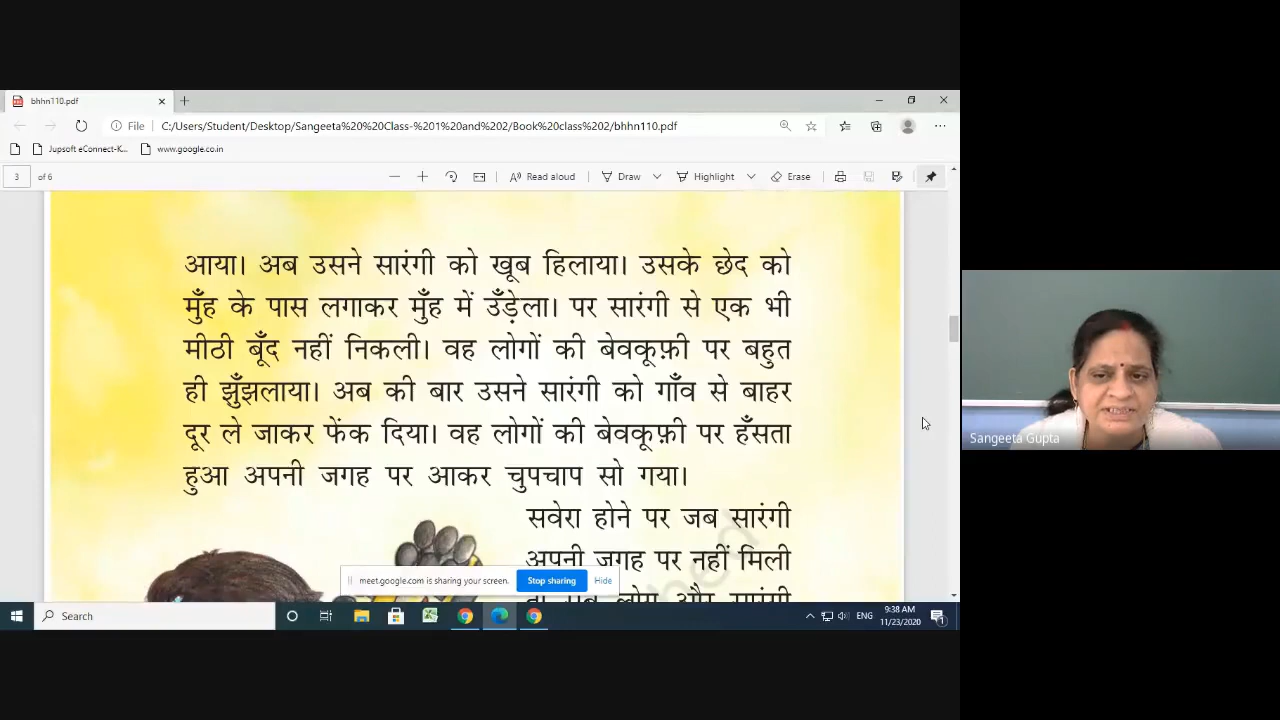 bhhn110.pdf
File
C:/Users/Student/Desktop/Sangeeta%20%20Class-%201%20and%202/Book%20class%202/bhhn110.pdf
Jupsoft eConnect-K...
www.google.co.in
3 of 6
Read aloud
Draw
Highlight
Erase
आया। अब उसने सारंगी को खूब हिलाया। उसके छेद को
मुँह के पास लगाकर मुँह में उँड़ेला। पर सारंगी से एक भी
मीठी बूँद नहीं निकली। वह लोगों की बेवकूफ़ी पर बहुत
ही झुँझलाया। अब की बार उसने सारंगी को गाँव से बाहर
दूर ले जाकर फेंक दिया। वह लोगों की बेवकूफ़ी पर हँसता
हुआ अपनी जगह पर आकर चुपचाप सो गया।
सवेरा होने पर जब सारंगी
अपनी जगह पर नहीं मिली
लोग और सारंगी
meet.google.com is sharing your screen.
Stop sharing
Hide
Sangeeta Gupta
Search
ENG
9:38 AM
11/23/2020
1